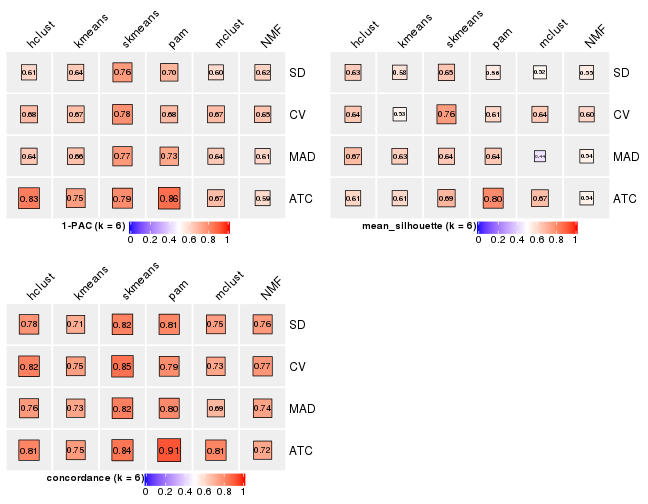 hclust kmeans skmeans pam mclust NMF
0.61 0.64 0.76 0.70 0.60 0.62 SD
0.68 0.67 0.78 0.68 0.67 0.65 CV
0.64 0.66 0.77 0.73 0.64 0.61 MAD
0.83 0.75 0.79 0.86 0.67 0.59 ATC
1-PAC (k = 6)
0 0.2 0.4 0.6 0.8 1
hclust kmeans skmeans pam mclust NMF
0.63 0.58 0.65 0.56 0.52 0.55 SD
0.64 0.53 0.76 0.61 0.64 0.60 CV
0.67 0.63 0.64 0.64 0.44 0.54 MAD
0.61 0.61 0.69 0.80 0.67 0.54 ATC
mean_silhouette (k = 6)
0 0.2 0.4 0.6 0.8 1
hclust kmeans skmeans pam mclust NMF
0.78 0.71 0.82 0.81 0.75 0.76 SD
0.82 0.75 0.85 0.79 0.73 0.77 CV
0.76 0.73 0.82 0.80 0.69 0.74 MAD
0.81 0.75 0.84 0.91 0.81 0.72 ATC
concordance (k = 6)
0 0.2 0.4 0.6 0.8 1